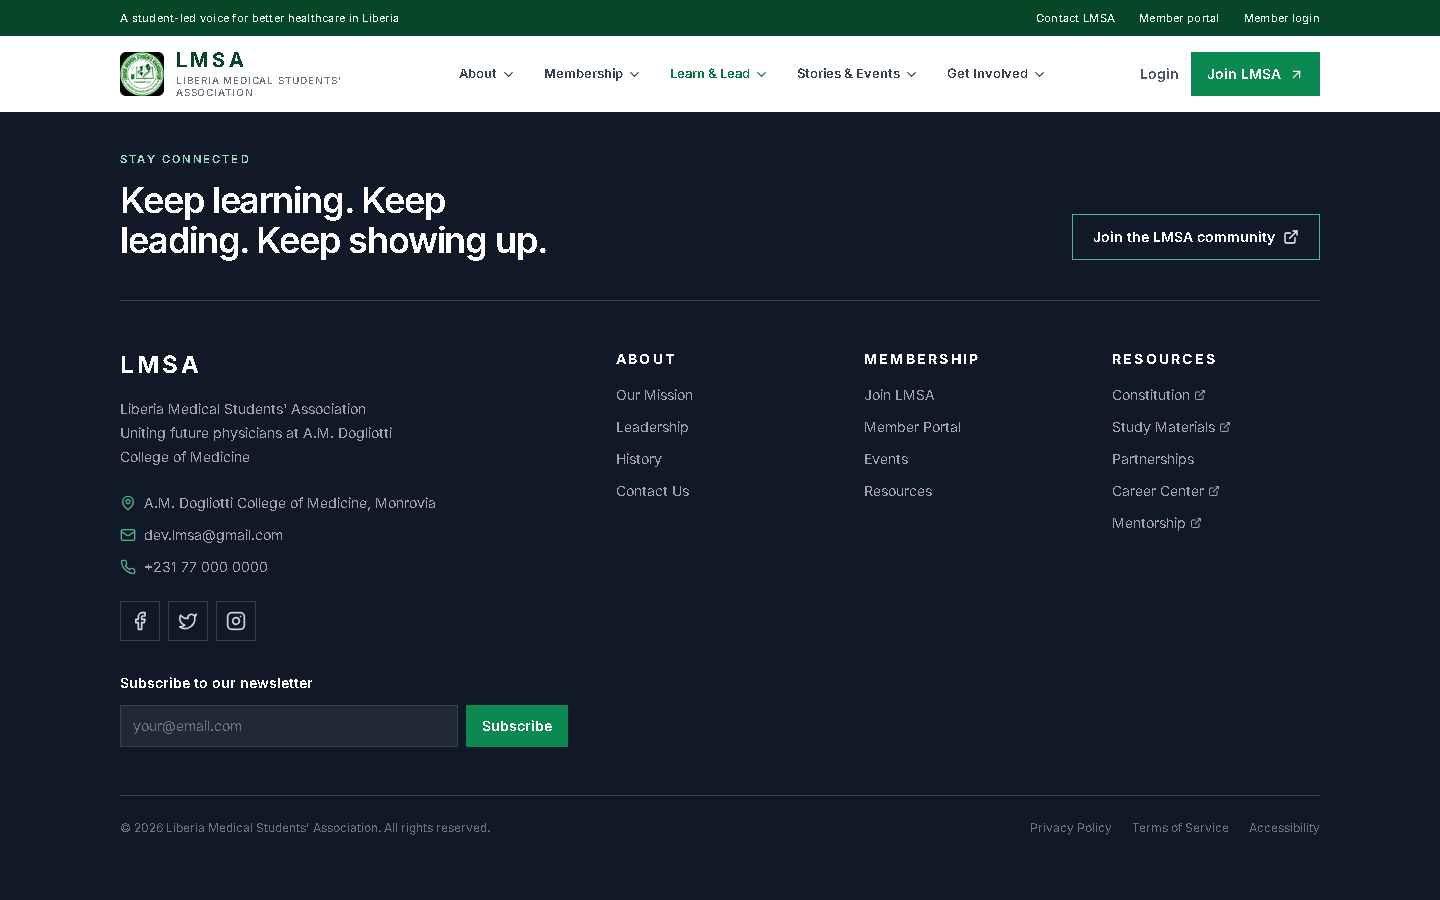 A student-led voice for better healthcare in Liberia
Contact LMSA Member portal Member login
LMSA
LIBERIA MEDICAL STUDENTS'
ASSOCIATION
About Membership Learn & Lead Stories & Events Get Involved
Login Join LMSA
STAY CONNECTED
Keep learning. Keep
leading. Keep showing up.
Join the LMSA community
LMSA
Liberia Medical Students' Association
Uniting future physicians at A.M. Dogliotti
College of Medicine
A.M. Dogliotti College of Medicine, Monrovia
dev.lmsa@gmail.com
+231 77 000 0000
Subscribe to our newsletter
your@email.com Subscribe
ABOUT
Our Mission
Leadership
History
Contact Us
MEMBERSHIP
Join LMSA
Member Portal
Events
Resources
RESOURCES
Constitution
Study Materials
Partnerships
Career Center
Mentorship
© 2026 Liberia Medical Students' Association. All rights reserved.
Privacy Policy Terms of Service Accessibility